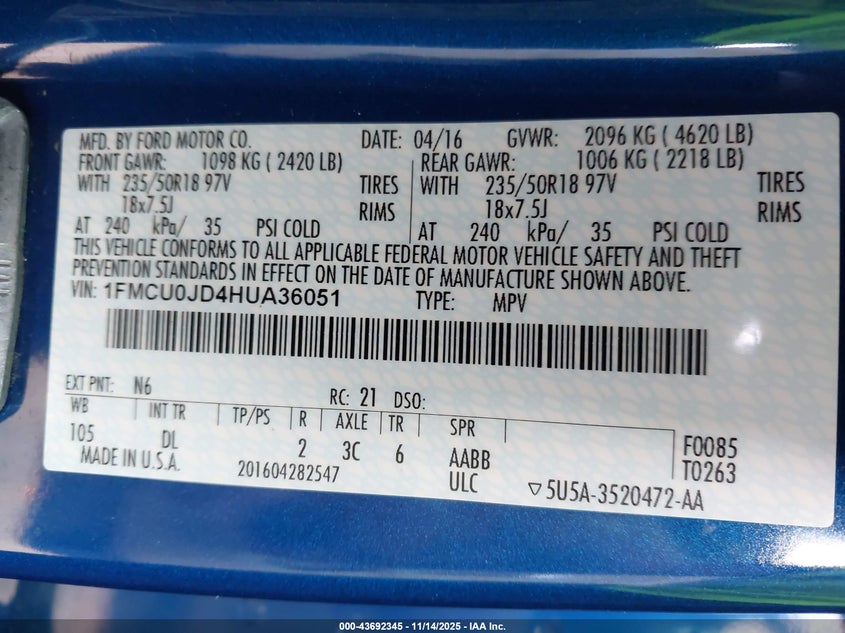 MFD. BY FORD MOTOR CO. DATE: 04/16 GVWR: 2096 KG ( 4620 LB)
FRONT GAWR: 1098 KG ( 2420 LB) REAR GAWR: 1006 KG ( 2218 LB)
WITH 235/50R18 97V TIRES WITH 235/50R18 97V TIRES
18x7.5J RIMS 18x7.5J RIMS
AT 240 kPa/ 35 PSI COLD AT 240 kPa/ 35 PSI COLD
THIS VEHICLE CONFORMS TO ALL APPLICABLE FEDERAL MOTOR VEHICLE SAFETY AND THEFT
PREVENTION STANDARDS IN EFFECT ON THE DATE OF MANUFACTURE SHOWN ABOVE.
VIN: 1FMCU0JD4HUA36051 TYPE: MPV
EXT PNT: N6 RC: 21 DSO:
WB INT TR TP/PS R AXLE TR SPR
105 DL 2 3C 6 AABB F0085
MADE IN U.S.A. 201604282547 ULC T0263
▽5U5A-3520472-AA
000-43692345 - 11/14/2025 - IAA Inc.